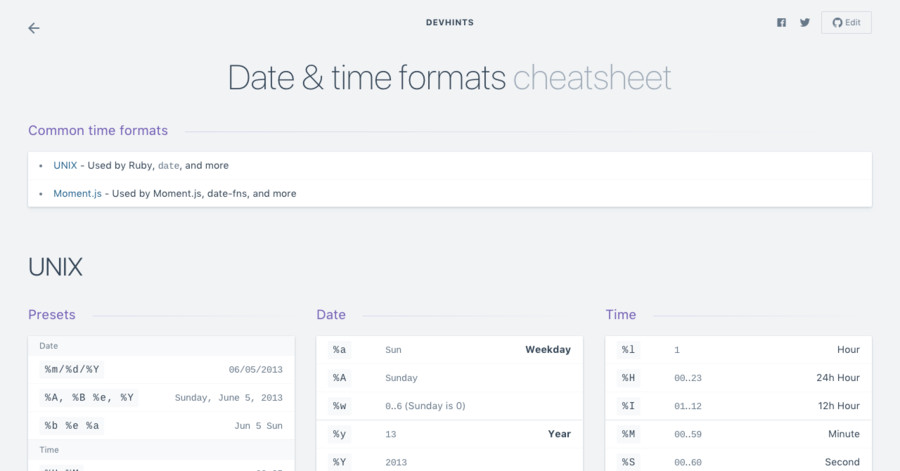 DEVHINTS
Edit
Date & time formats cheatsheet
Common time formats
• UNIX - Used by Ruby, date, and more
• Moment.js - Used by Moment.js, date-fns, and more
UNIX
Presets
Date
%m/%d/%Y 06/05/2013
%A, %B %e, %Y Sunday, June 5, 2013
%b %e %a Jun 5 Sun
Time
Date
%a Sun Weekday
%A Sunday
%w 0..6 (Sunday is 0)
%y 13 Year
%Y 2013
Time
%l 1 Hour
%H 00..23 24h Hour
%I 01..12 12h Hour
%M 00..59 Minute
%S 00..60 Second